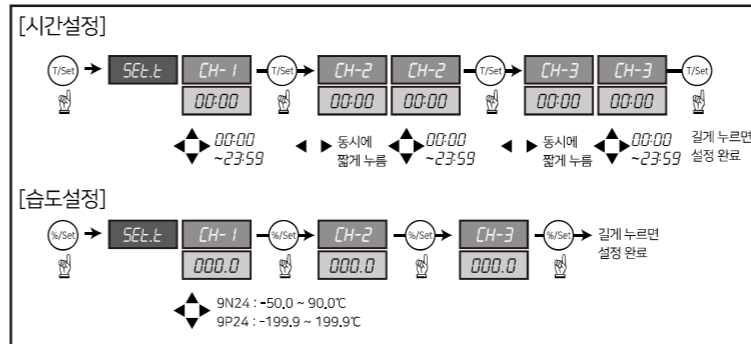 [시간설정]
T/Set SEt.t CH-1 T/Set CH-2 CH-2 T/Set CH-3 CH-3 T/Set
00:00 00:00 00:00 00:00 00:00
00:00 ~23:59 동시에 짧게 누름 00:00 ~23:59 동시에 짧게 누름 00:00 ~23:59 길게 누르면 설정 완료
[습도설정]
%/Set SEt.t CH-1 %/Set CH-2 %/Set CH-3 %/Set 길게 누르면
000.0 000.0 000.0 설정 완료
9N24 : -50.0 ~ 90.0℃
9P24 : -199.9 ~ 199.9℃